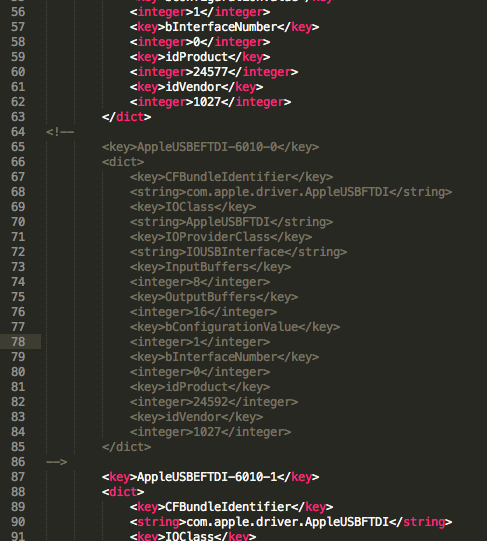 56 <integer>1</integer>
57 <key>bInterfaceNumber</key>
58 <integer>0</integer>
59 <key>idProduct</key>
60 <integer>24577</integer>
61 <key>idVendor</key>
62 <integer>1027</integer>
63 </dict>
64 <!--
65 <key>AppleUSBEFTDI-6010-0</key>
66 <dict>
67 <key>CFBundleIdentifier</key>
68 <string>com.apple.driver.AppleUSBFTDI</string>
69 <key>IOClass</key>
70 <string>AppleUSBFTDI</string>
71 <key>IOProviderClass</key>
72 <string>IOUSBInterface</string>
73 <key>InputBuffers</key>
74 <integer>8</integer>
75 <key>OutputBuffers</key>
76 <integer>16</integer>
77 <key>bConfigurationValue</key>
78 <integer>1</integer>
79 <key>bInterfaceNumber</key>
80 <integer>0</integer>
81 <key>idProduct</key>
82 <integer>24592</integer>
83 <key>idVendor</key>
84 <integer>1027</integer>
85 </dict>
86 -->
87 <key>AppleUSBEFTDI-6010-1</key>
88 <dict>
89 <key>CFBundleIdentifier</key>
90 <string>com.apple.driver.AppleUSBFTDI</string>
91 <key>IOClass</key>